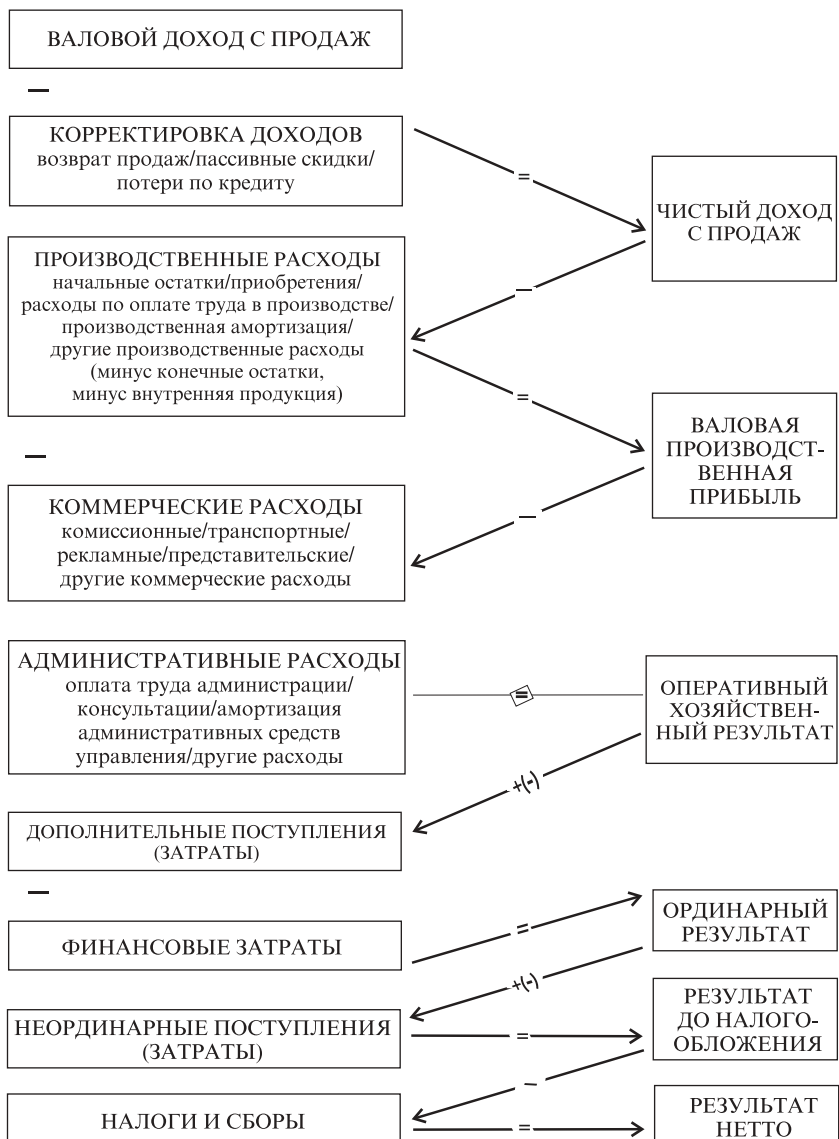 ВАЛОВОЙ ДОХОД С ПРОДАЖ
—
КОРРЕКТИРОВКА ДОХОДОВ
возврат продаж/пассивные скидки/
потери по кредиту
=
ЧИСТЫЙ ДОХОД
С ПРОДАЖ
—
ПРОИЗВОДСТВЕННЫЕ РАСХОДЫ
начальные остатки/приобретения/
расходы по оплате труда в производстве/
производственная амортизация/
другие производственные расходы
(минус конечные остатки,
минус внутренняя продукция)
=
ВАЛОВАЯ
ПРОИЗВОДСТ-
ВЕННАЯ
ПРИБЫЛЬ
—
—
КОММЕРЧЕСКИЕ РАСХОДЫ
комиссионные/транспортные/
рекламные/представительские/
другие коммерческие расходы
АДМИНИСТРАТИВНЫЕ РАСХОДЫ
оплата труда администрации/
консультации/амортизация
административных средств
управления/другие расходы
=
ОПЕРАТИВНЫЙ
ХОЗЯЙСТВЕН-
НЫЙ РЕЗУЛЬТАТ
+(-)
ДОПОЛНИТЕЛЬНЫЕ ПОСТУПЛЕНИЯ
(ЗАТРАТЫ)
—
ФИНАНСОВЫЕ ЗАТРАТЫ
=
ОРДИНАРНЫЙ
РЕЗУЛЬТАТ
+(-)
НЕОРДИНАРНЫЕ ПОСТУПЛЕНИЯ
(ЗАТРАТЫ)
=
РЕЗУЛЬТАТ
ДО НАЛОГО-
ОБЛОЖЕНИЯ
—
НАЛОГИ И СБОРЫ
=
РЕЗУЛЬТАТ
НЕТТО